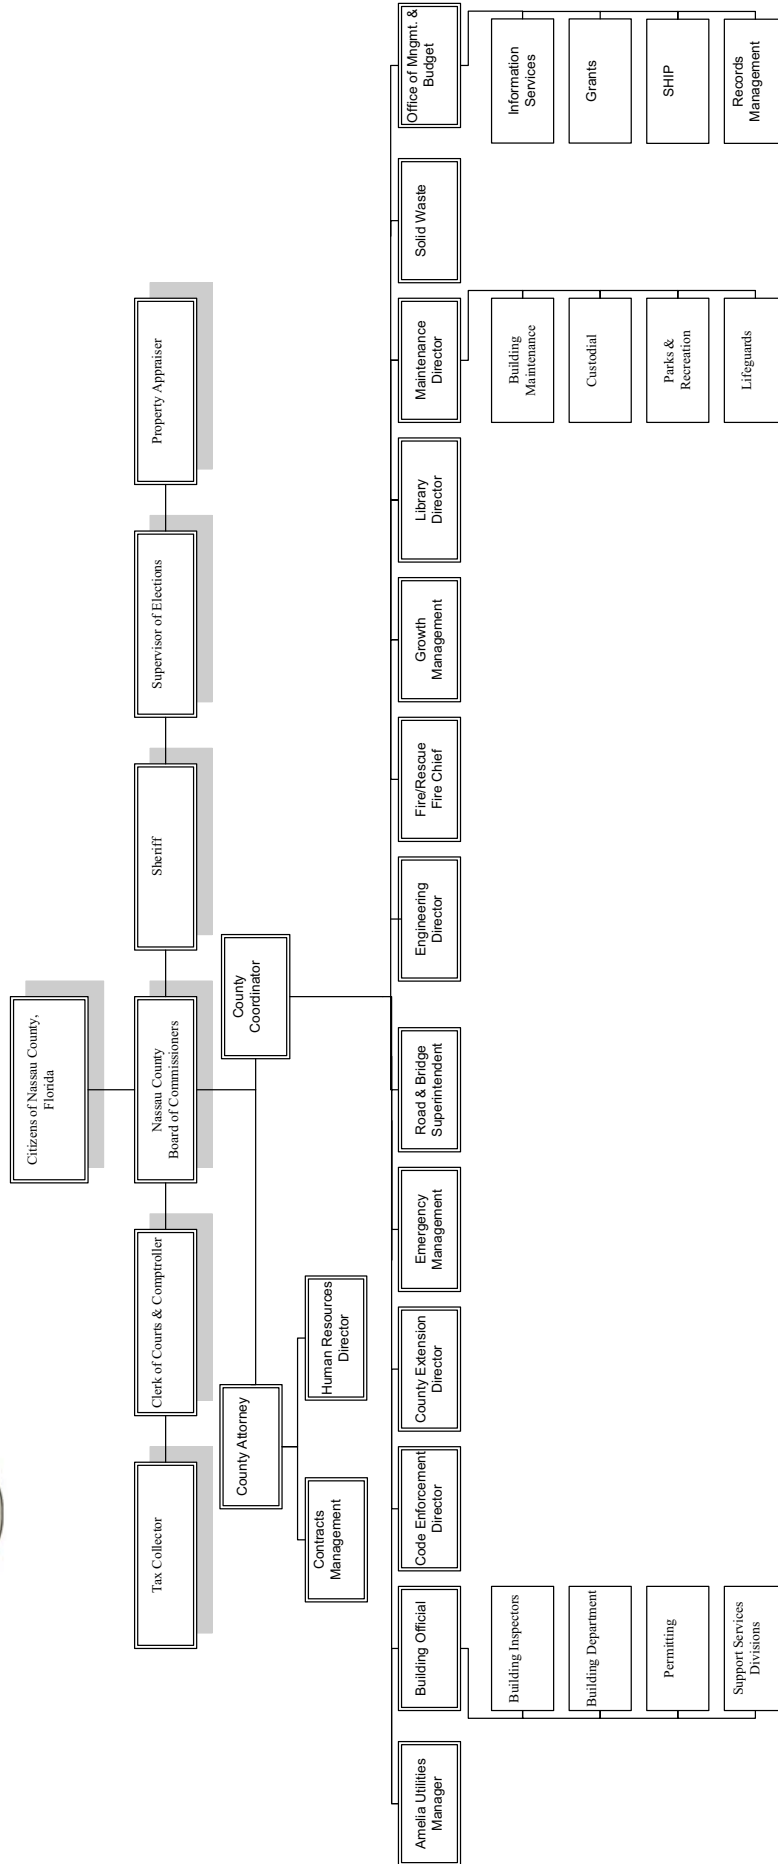 Citizens of Nassau County,
Florida
Tax Collector
Clerk of Courts & Comptroller
Nassau County
Board of Commissioners
Sheriff
Supervisor of Elections
Property Appraiser
County Attorney
County
Coordinator
Contracts
Management
Human Resources
Director
Amelia Utilities
Manager
Building Official
Code Enforcement
Director
County Extension
Director
Emergency
Management
Road & Bridge
Superintendent
Engineering
Director
Fire/Rescue
Fire Chief
Growth
Management
Library
Director
Maintenance
Director
Solid Waste
Office of Mngmt. &
Budget
Building Inspectors
Building Department
Permitting
Support Services
Divisions
Building
Maintenance
Custodial
Parks &
Recreation
Lifeguards
Information
Services
Grants
SHIP
Records
Management